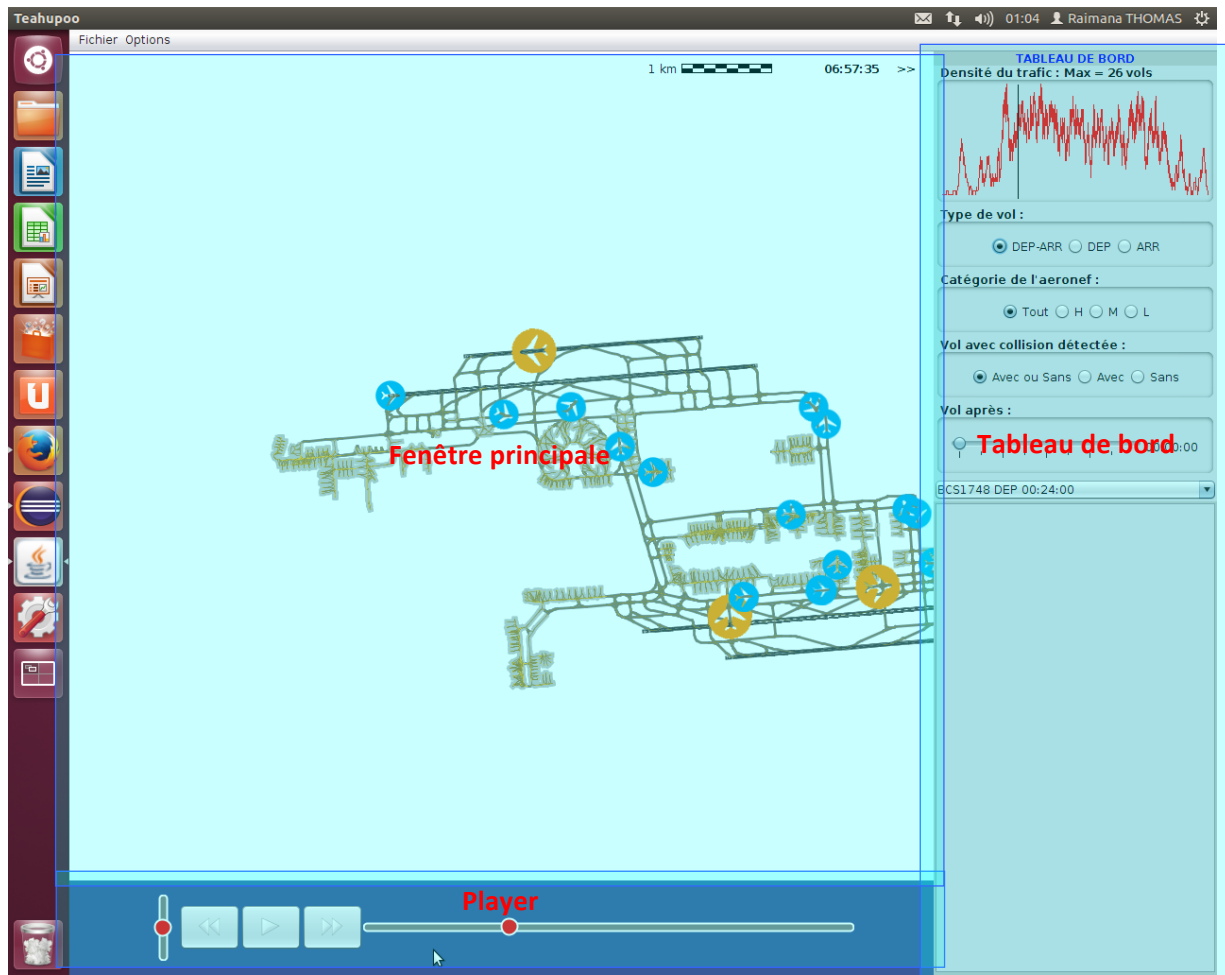 Teahupoo
01:04 Raimana THOMAS
Fichier Options
1 km
06:57:35 >>
TABLEAU DE BORD
Densité du trafic : Max = 26 vols
Type de vol :
DEP-ARR DEP ARR
Catégorie de l'aeronef :
Tout H M L
Vol avec collision détectée :
Avec ou Sans Avec Sans
Vol après :
Tableau de bord
BCS1748 DEP 00:24:00
Fenêtre principale
Player